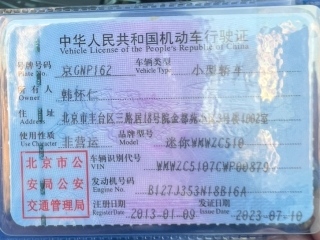 中华人民共和国机动车行驶证
Vehicle License of the People's Republic of China
号牌号码 京GNP162 车辆类型 小型轿车
Plate No. Vehicle Type
所有人 韩怀仁
Owner
住址 北京市丰台区三路居18号院金都苑
Address
使用性质 非营运 品牌型号 迷你WMWZC510
Use Character Model
北京市公
安局公安
交通管理局
车辆识别代号 WMWZC5107CWP00879
VIN
发动机号码 B127J353N18B16A
Engine No.
注册日期 2013-01-09 发证日期 2023-07-10
Register Date Issue Date